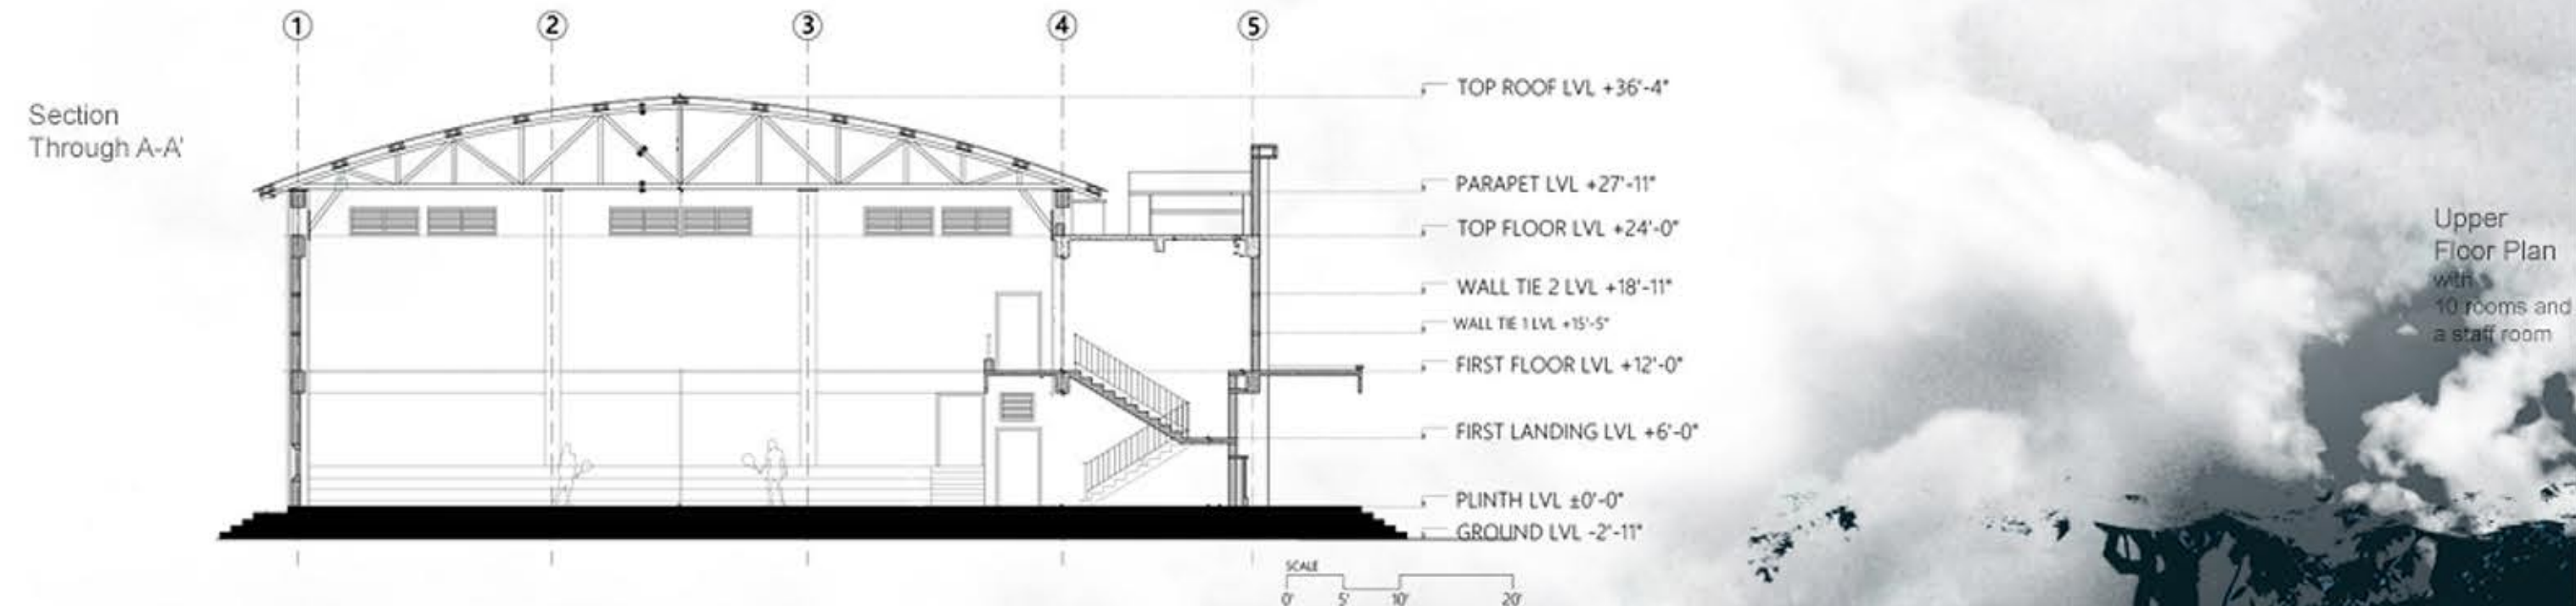 1
2
3
4
5
Section
Through A-A'
TOP ROOF LVL +36'-4"
PARAPET LVL +27'-11"
TOP FLOOR LVL +24'-0"
WALL TIE 2 LVL +18'-11"
WALL TIE 1 LVL +15'-5"
FIRST FLOOR LVL +12'-0"
FIRST LANDING LVL +6'-0"
PLINTH LVL ±0'-0"
GROUND LVL -2'-11"
SCALE
0' 5' 10' 20'
Upper
Floor Plan
with
10 rooms and
a staff room